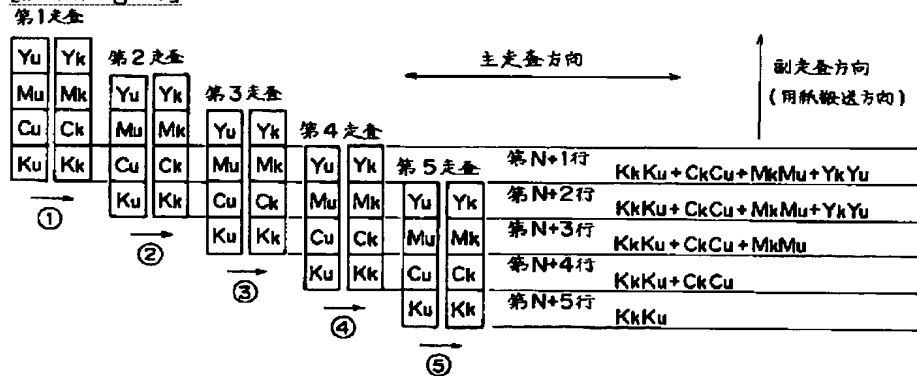 第1走査
Yu Yk
Mu Mk
Cu Ck
Ku Kk
①
第2走査
Yu Yk
Mu Mk
Cu Ck
Ku Kk
②
第3走査
Yu Yk
Mu Mk
Cu Ck
Ku Kk
③
第4走査
Yu Yk
Mu Mk
Cu Ck
Ku Kk
④
第5走査
Yu Yk
Mu Mk
Cu Ck
Ku Kk
⑤
主走査方向
副走査方向
(用紙搬送方向)
第N+1行
KkKu+CkCu+MkMu+YkYu
第N+2行
KkKu+CkCu+MkMu+YkYu
第N+3行
KkKu+CkCu+MkMu
第N+4行
KkKu+CkCu
第N+5行
KkKu